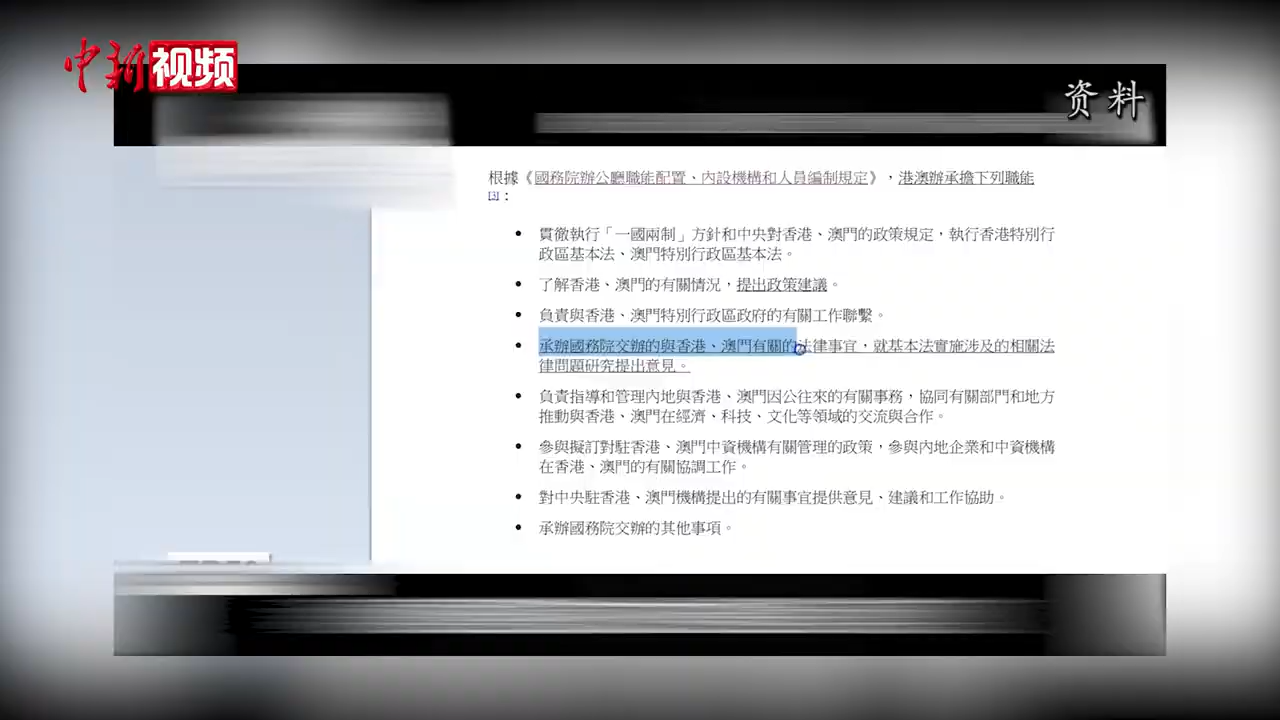 中新视频
资料
根據《國務院辦公廳職能配置、內設機構和人員編制規定》，港澳辦承擔下列職能
[3]：
• 貫徹執行「一國兩制」方針和中央對香港、澳門的政策規定，執行香港特別行
政區基本法、澳門特別行政區基本法。
• 了解香港、澳門的有關情況，提出政策建議。
• 負責與香港、澳門特別行政區政府的有關工作聯繫。
• 承辦國務院交辦的與香港、澳門有關的法律事宜，就基本法實施涉及的相關法
律問題研究提出意見。
• 負責指導和管理內地與香港、澳門因公往來的有關事務，協同有關部門和地方
推動與香港、澳門在經濟、科技、文化等領域的交流與合作。
• 參與擬訂對駐香港、澳門中資機構有關管理的政策，參與內地企業和中資機構
在香港、澳門的有關協調工作。
• 對中央駐香港、澳門機構提出的有關事宜提供意見、建議和工作協助。
• 承辦國務院交辦的其他事項。